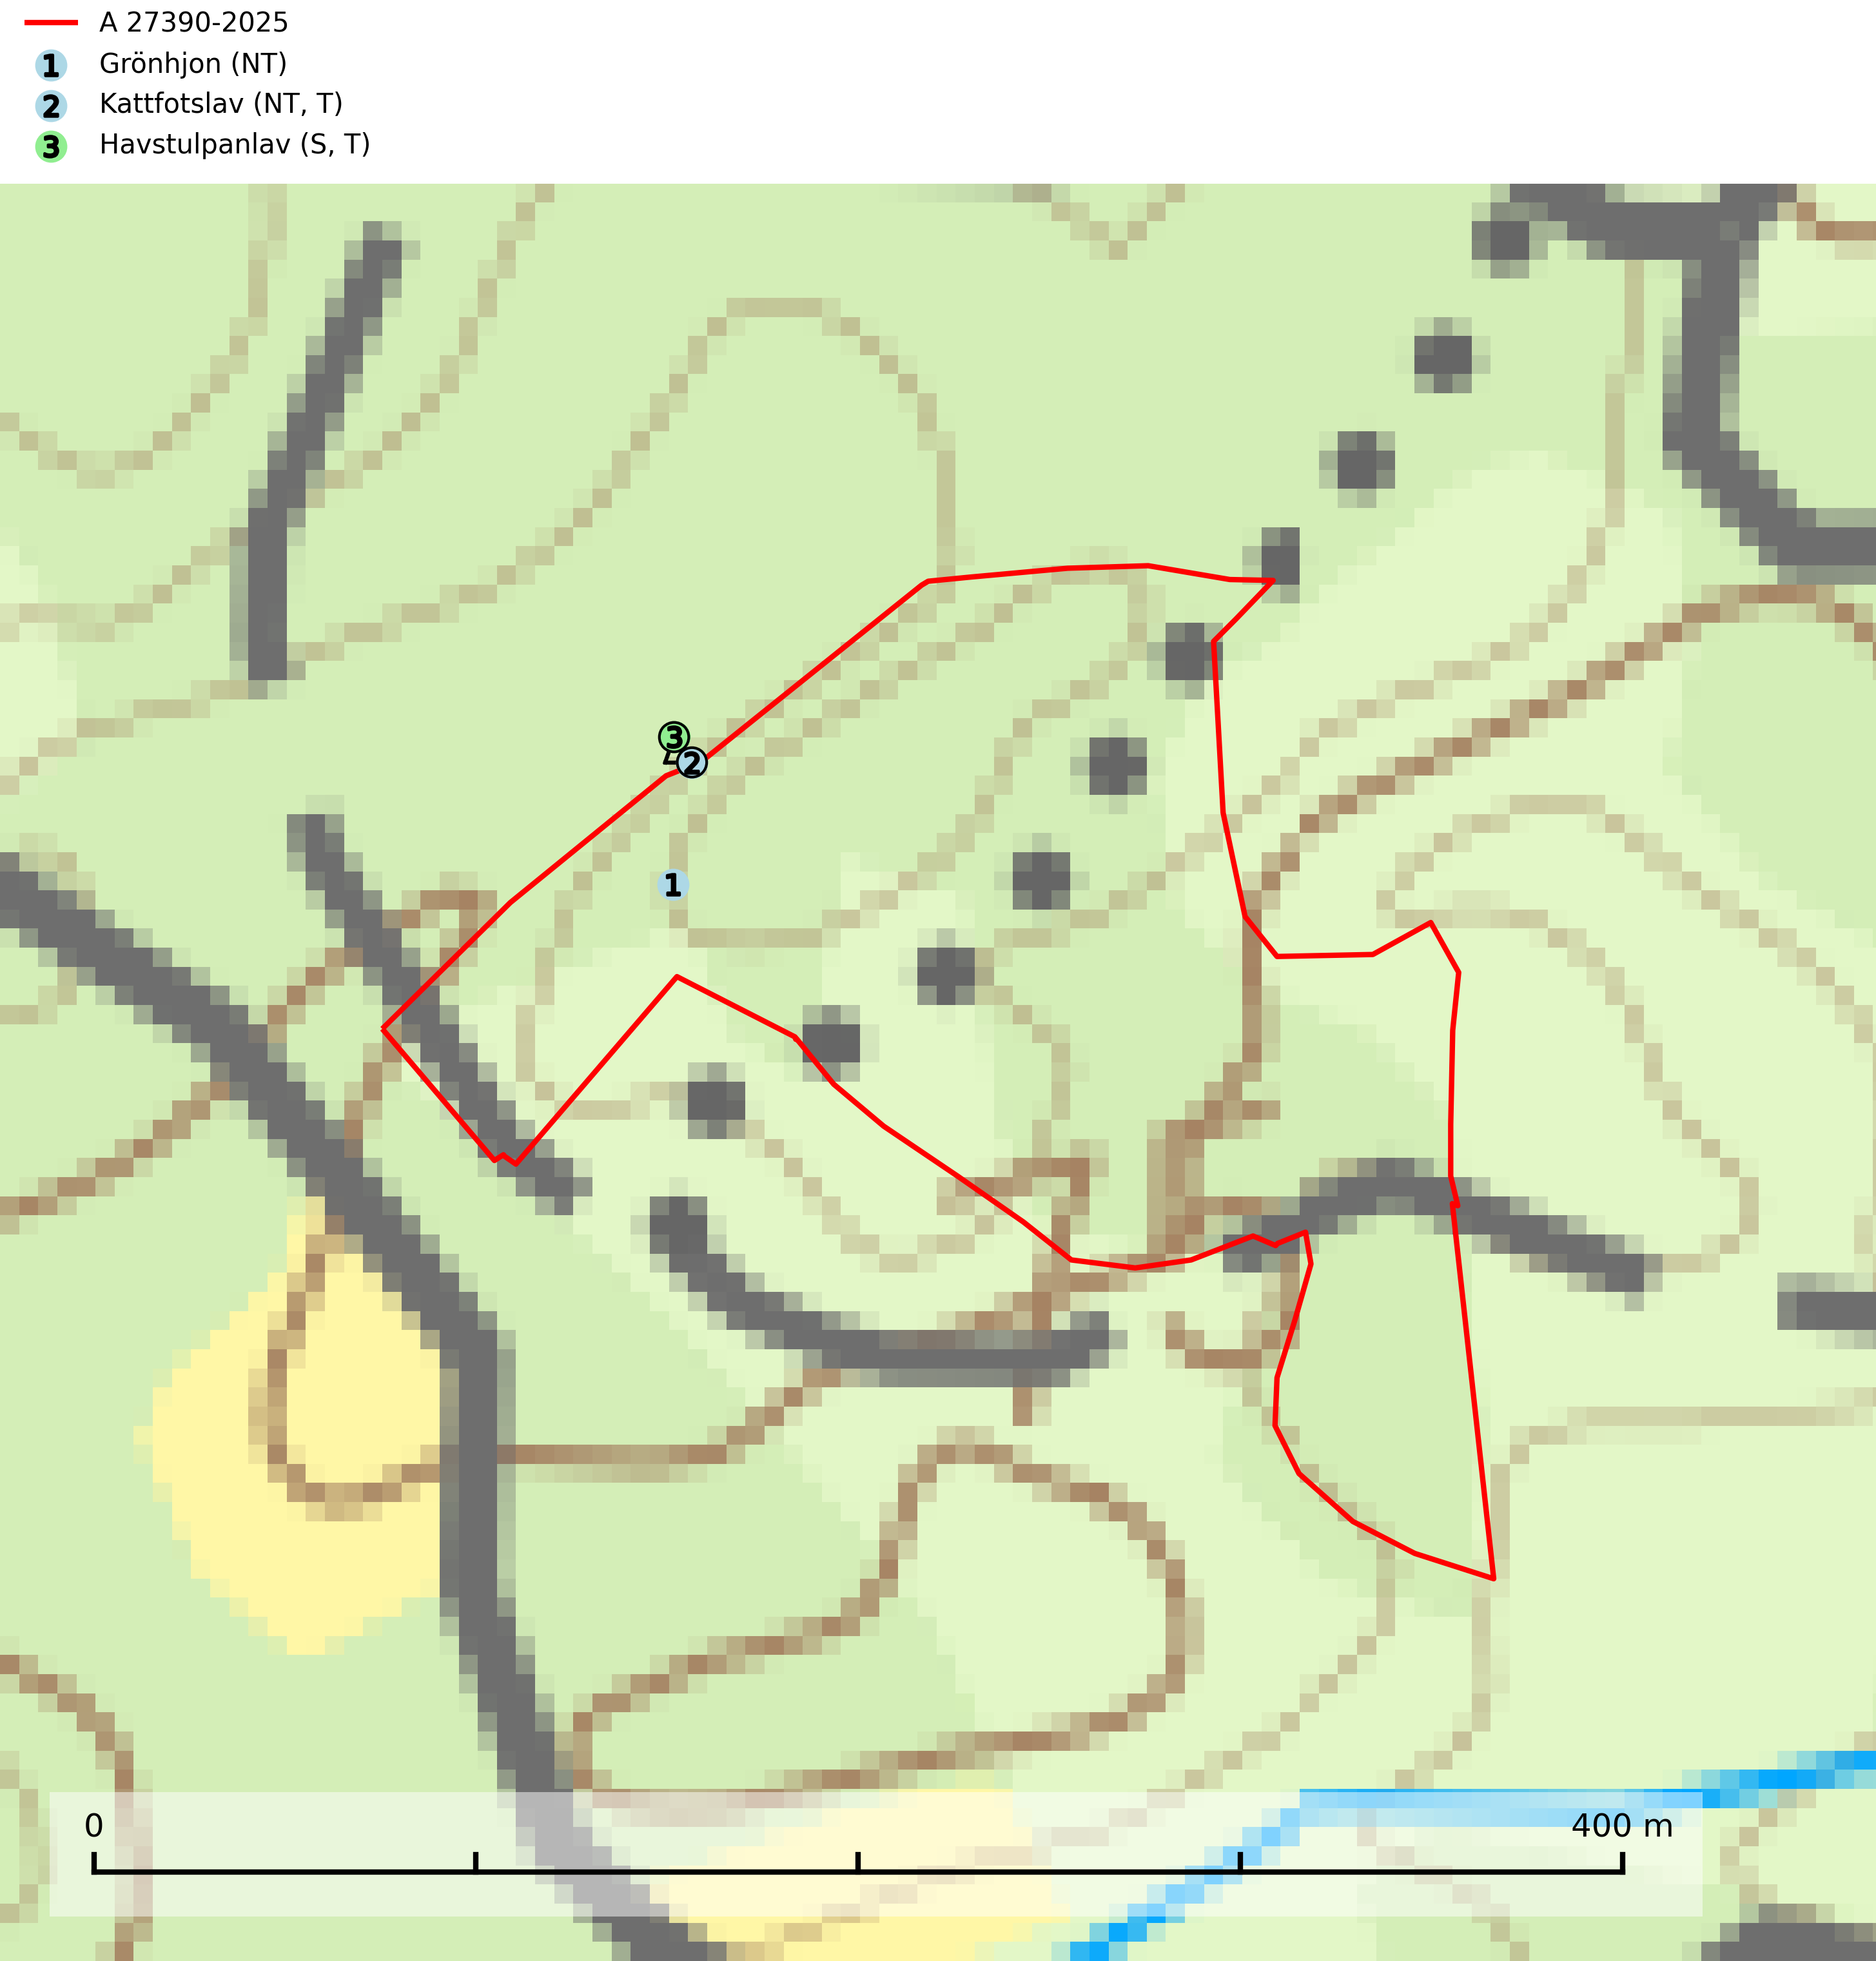 A 27390-2025
1 Grönhjon (NT)
2 Kattfotslav (NT, T)
3 Havstulpanlav (S, T)
3
2
1
0 400 m